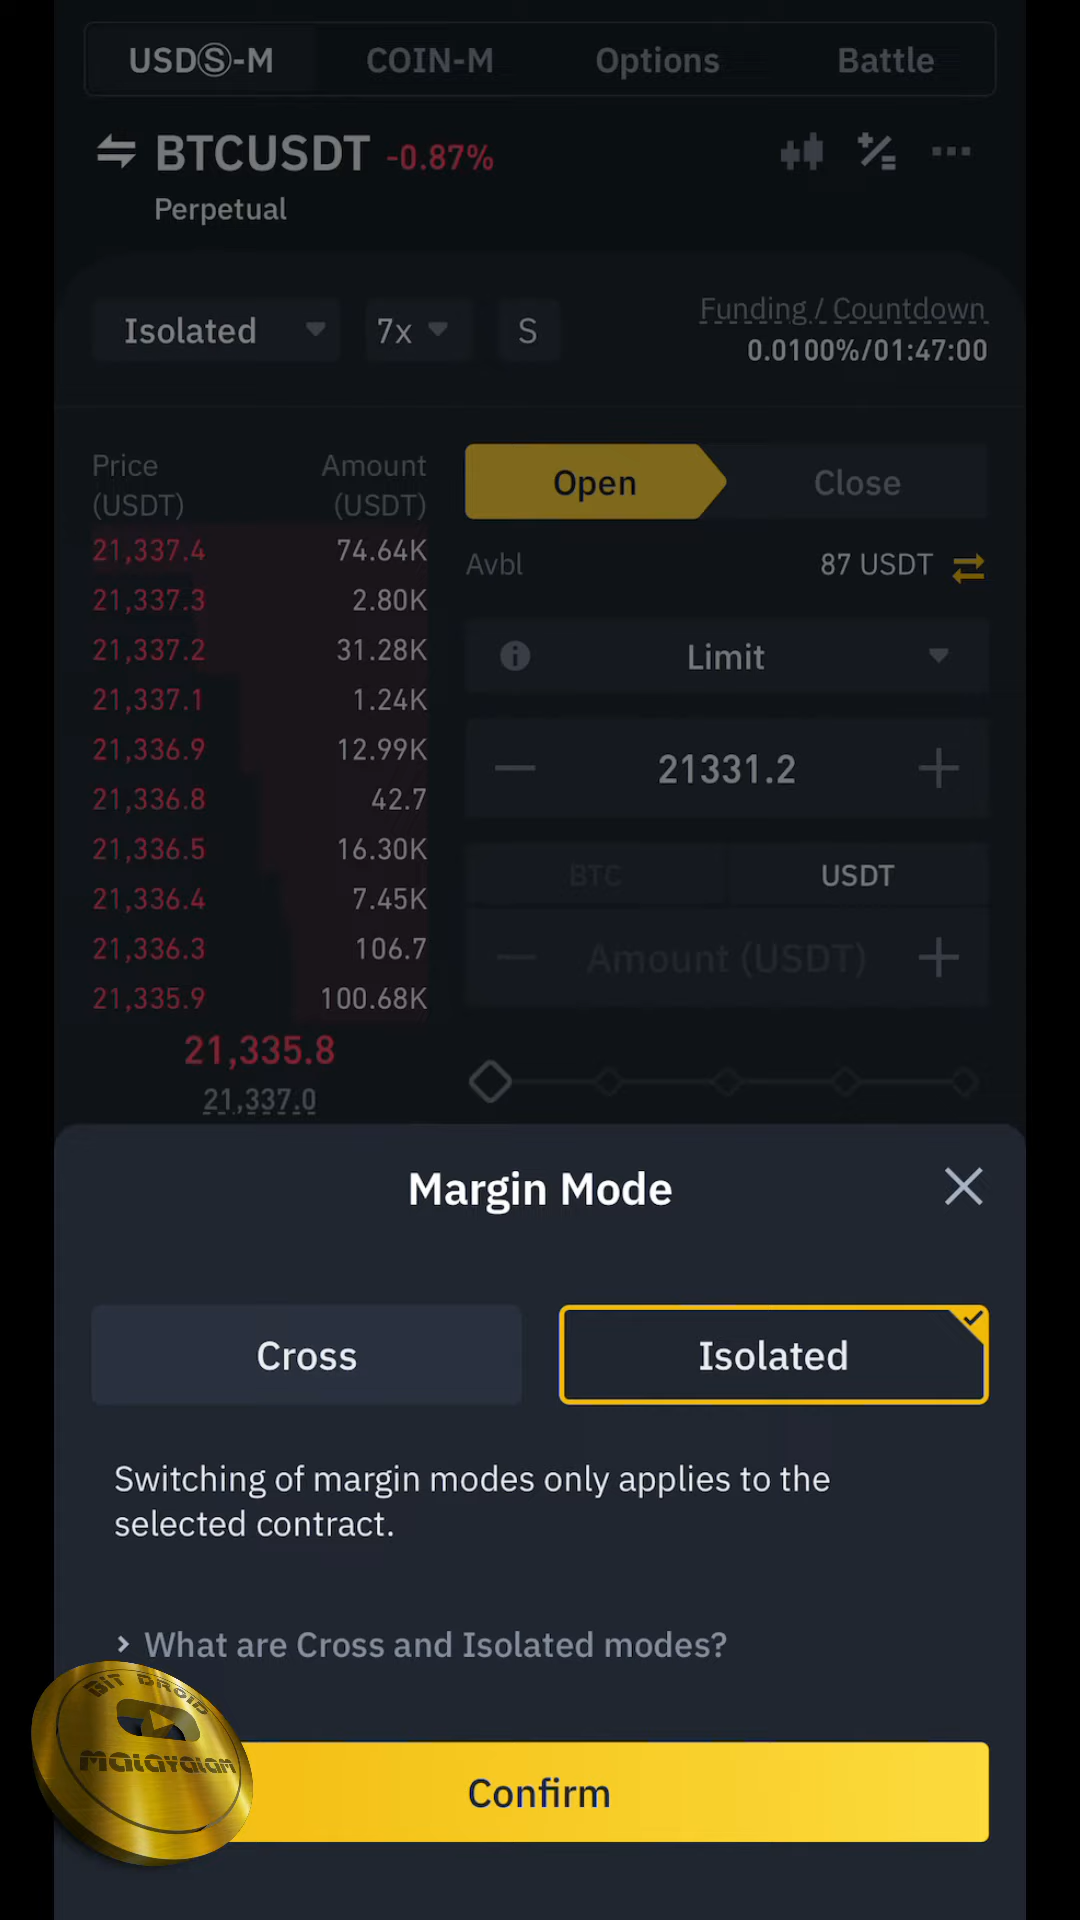 USDⓈ-M COIN-M Options Battle
BTCUSDT -0.87%
Perpetual
Isolated 7x S
Funding / Countdown
0.0100%/01:47:00
Price Amount
(USDT) (USDT)
21,337.4 74.64K
21,337.3 2.80K
21,337.2 31.28K
21,337.1 1.24K
21,336.9 12.99K
21,336.8 42.7
21,336.5 16.30K
21,336.4 7.45K
21,336.3 106.7
21,335.9 100.68K
21,335.8
21,337.0
Open Close
Avbl 87 USDT
Limit
21331.2
BTC USDT
Amount (USDT)
Margin Mode
Cross Isolated
Switching of margin modes only applies to the
selected contract.
What are Cross and Isolated modes?
Confirm
BIT DROID
MALAYALAM